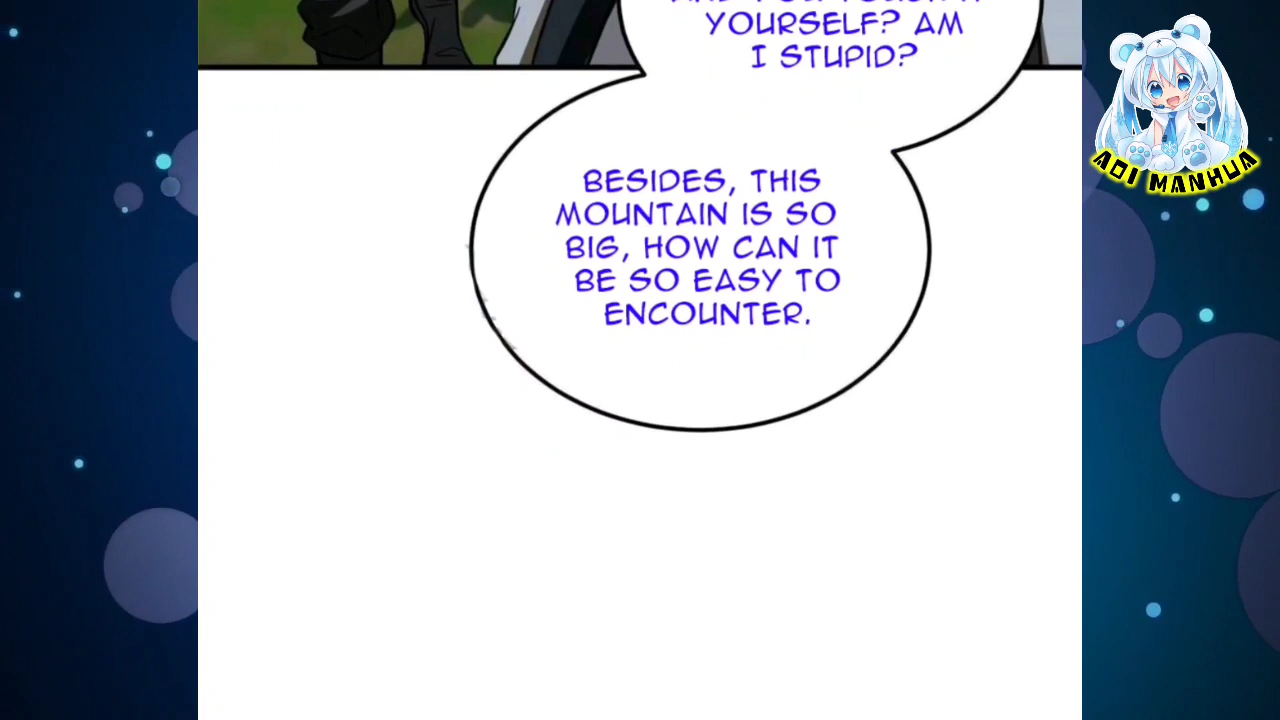 YOURSELF? AM
I STUPID?
BESIDES, THIS
MOUNTAIN IS SO
BIG, HOW CAN IT
BE SO EASY TO
ENCOUNTER.
AOI MANHUA